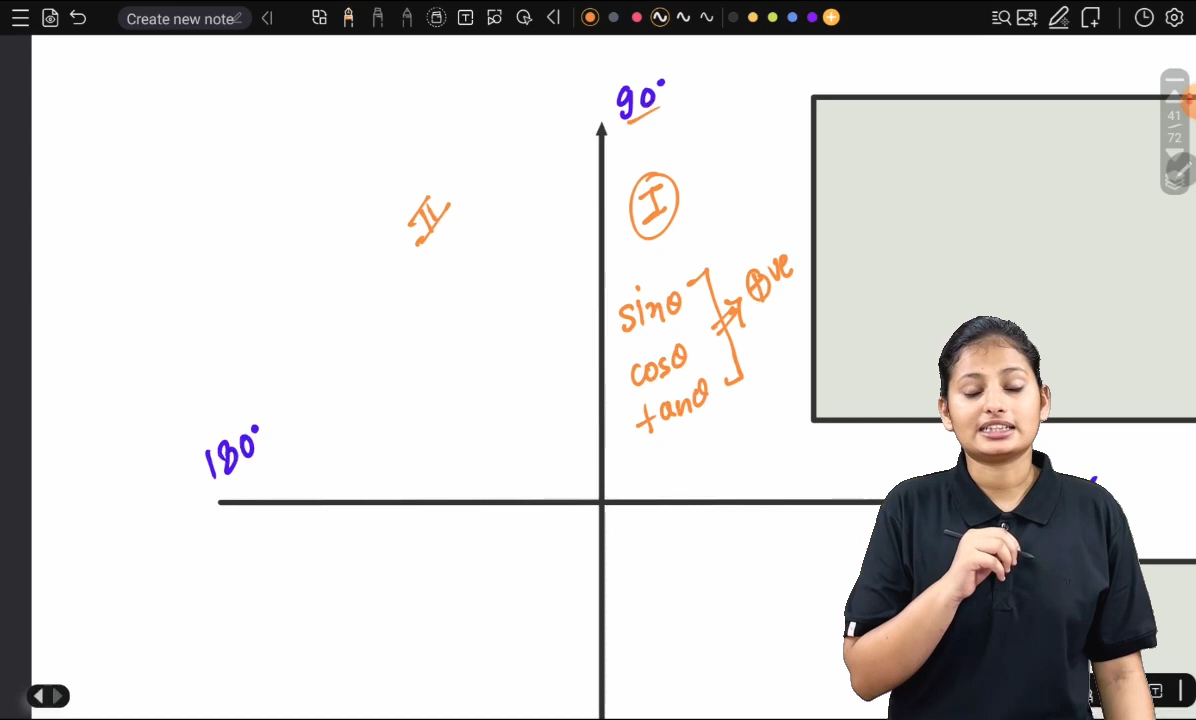 Create new note
90°
41
72
I
II
sinθ
⊕ve
cosθ
tanθ
180°
T